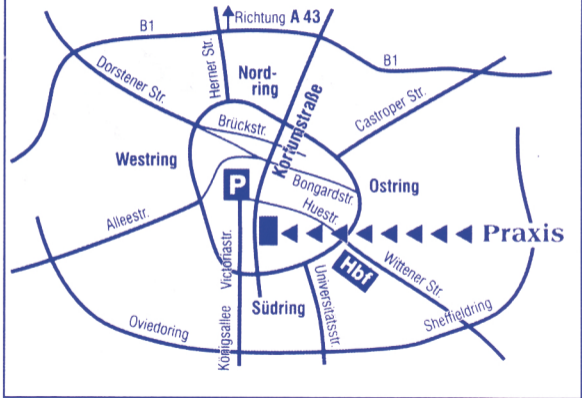 Richtung A 43
B1
Herner Str.
Dorstener Str.
Nord-
ring
B1
Castroper Str.
Kortumstraße
Brückstr.
Westring
P
Bongardstr.
Ostring
Huestr.
Alleestr.
Victoriastr.
Praxis
Hbf
Wittener Str.
Südring
Universitätsstr.
Königsallee
Oviedoring
Sheffieldring